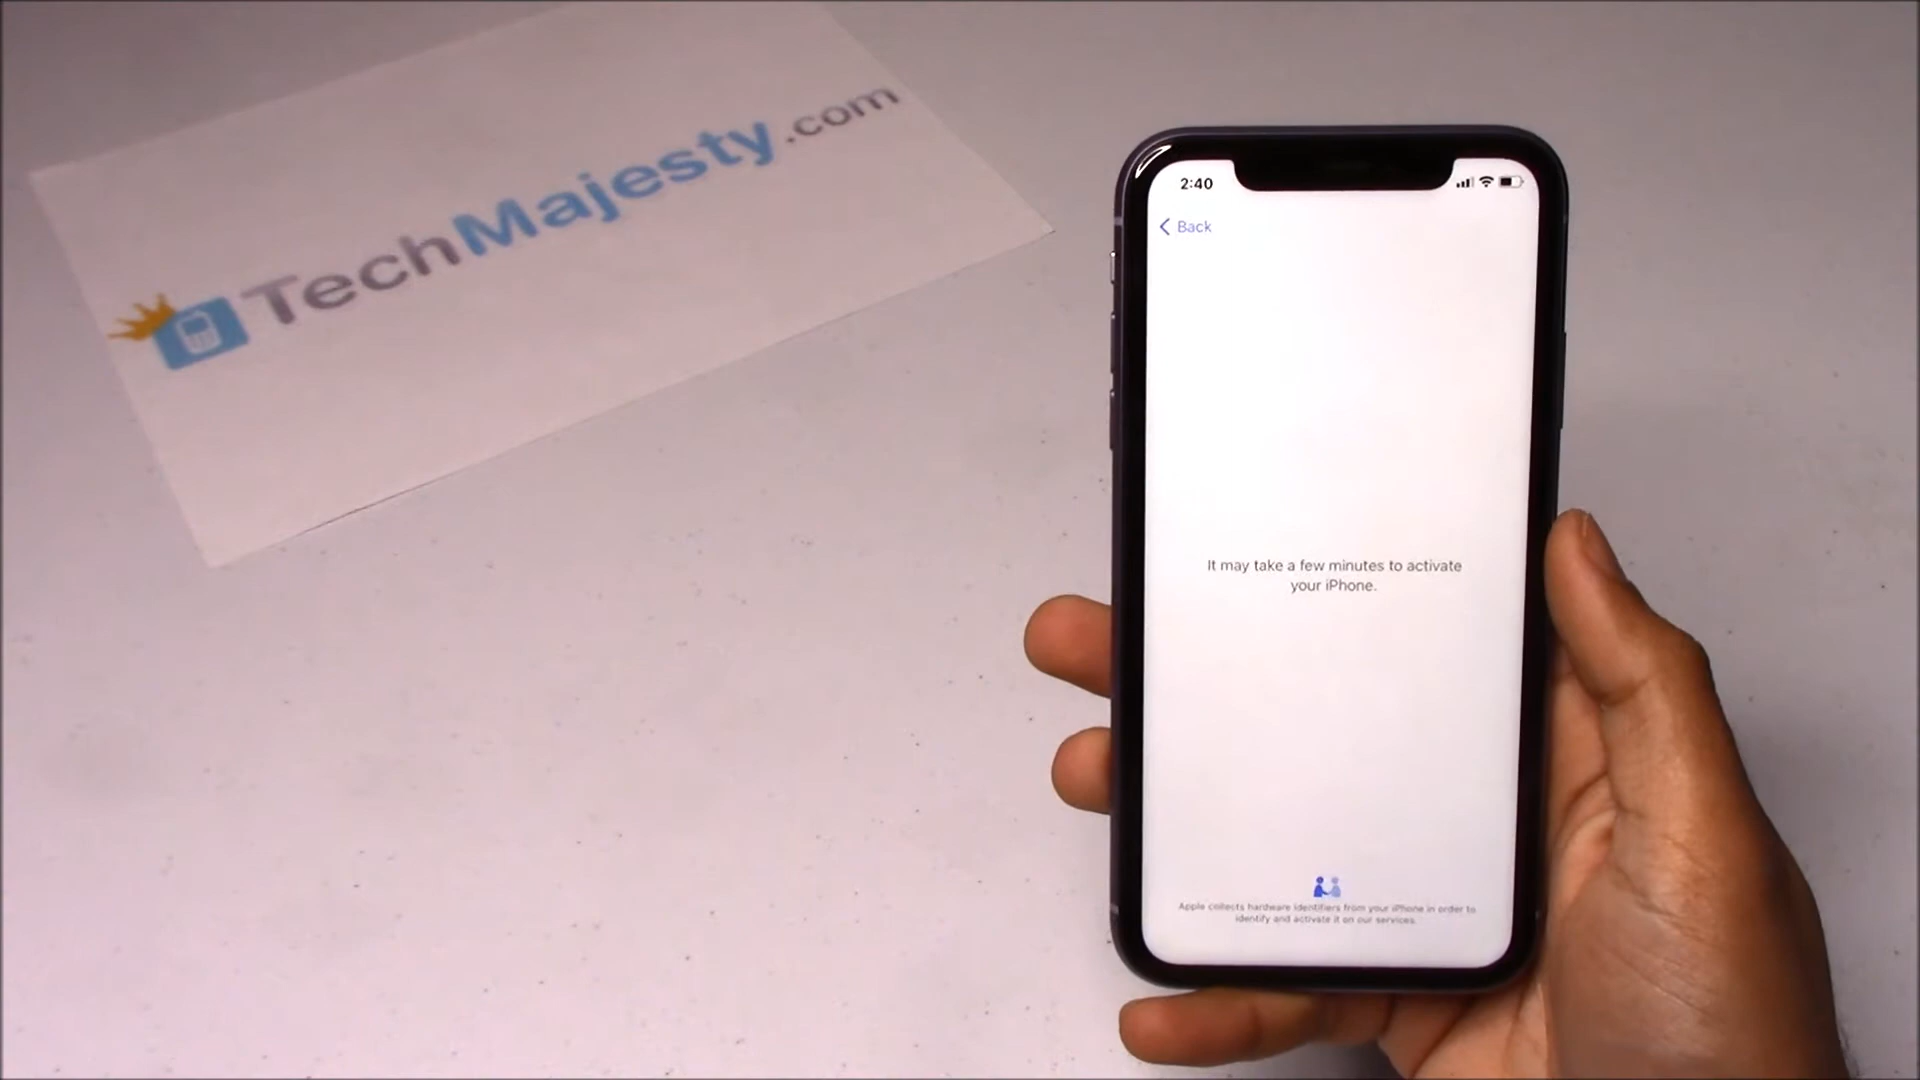 TechMajesty.com
2:40
Back
It may take a few minutes to activate
your iPhone.
Apple collects hardware identifiers from your iPhone in order to
identify and activate it on our services.